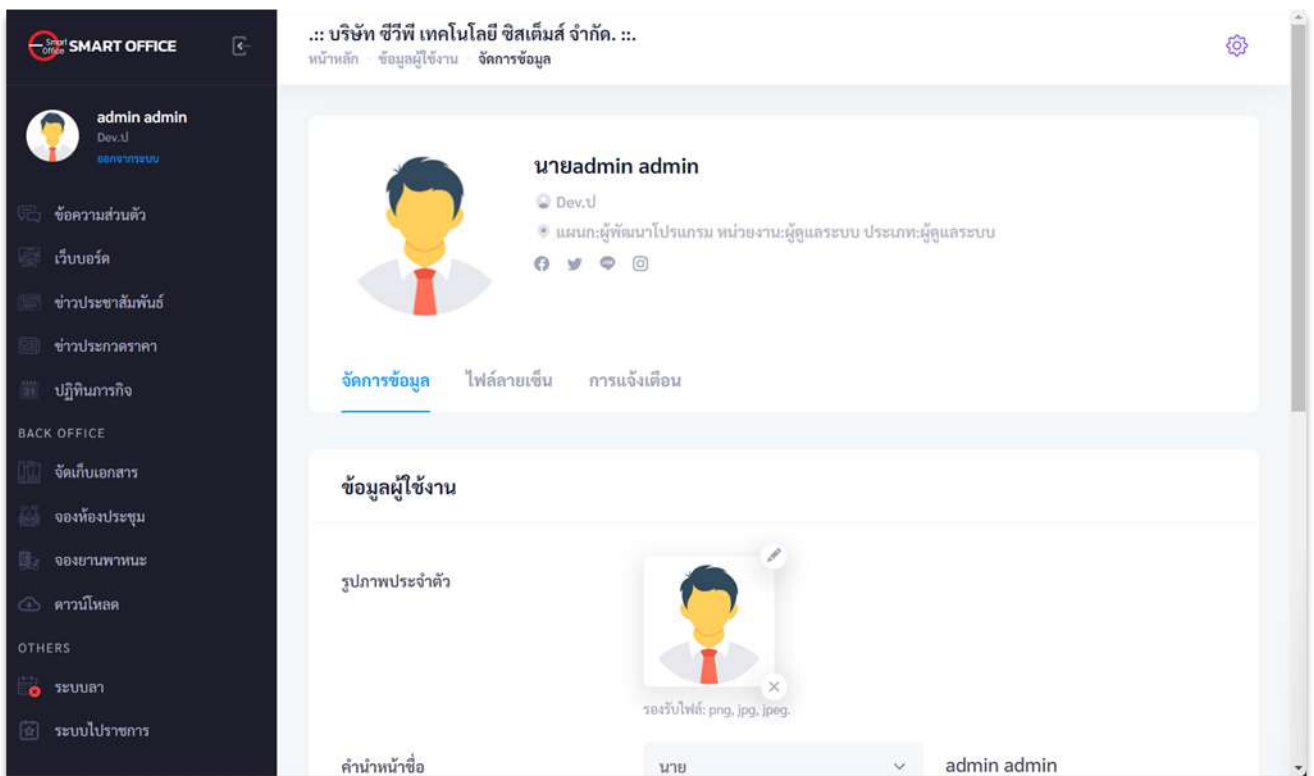 Smart Office SMART OFFICE
admin admin
Dev.ป
ออกจากระบบ
ข้อความส่วนตัว
เว็บบอร์ด
ข่าวประชาสัมพันธ์
ข่าวประกวดราคา
31 ปฏิทินภารกิจ
BACK OFFICE
จัดเก็บเอกสาร
จองห้องประชุม
จองยานพาหนะ
ดาวน์โหลด
OTHERS
ระบบลา
ระบบไปราชการ
.:: บริษัท ซีวีพี เทคโนโลยี ซิสเต็มส์ จำกัด. ::.
หน้าหลัก - ข้อมูลผู้ใช้งาน - จัดการข้อมูล
นายadmin admin
Dev.ป
แผนก:ผู้พัฒนาโปรแกรม หน่วยงาน:ผู้ดูแลระบบ ประเภท:ผู้ดูแลระบบ
จัดการข้อมูล ไฟล์ลายเซ็น การแจ้งเตือน
ข้อมูลผู้ใช้งาน
รูปภาพประจำตัว
รองรับไฟล์: png, jpg, jpeg.
คำนำหน้าชื่อ นาย admin admin